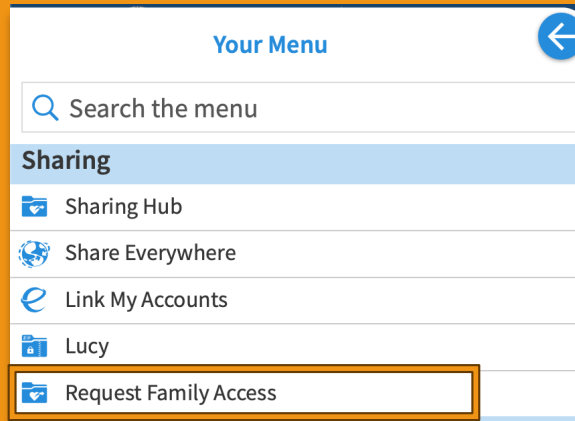 Your Menu
Search the menu
Sharing
Sharing Hub
Share Everywhere
Link My Accounts
Lucy
Request Family Access